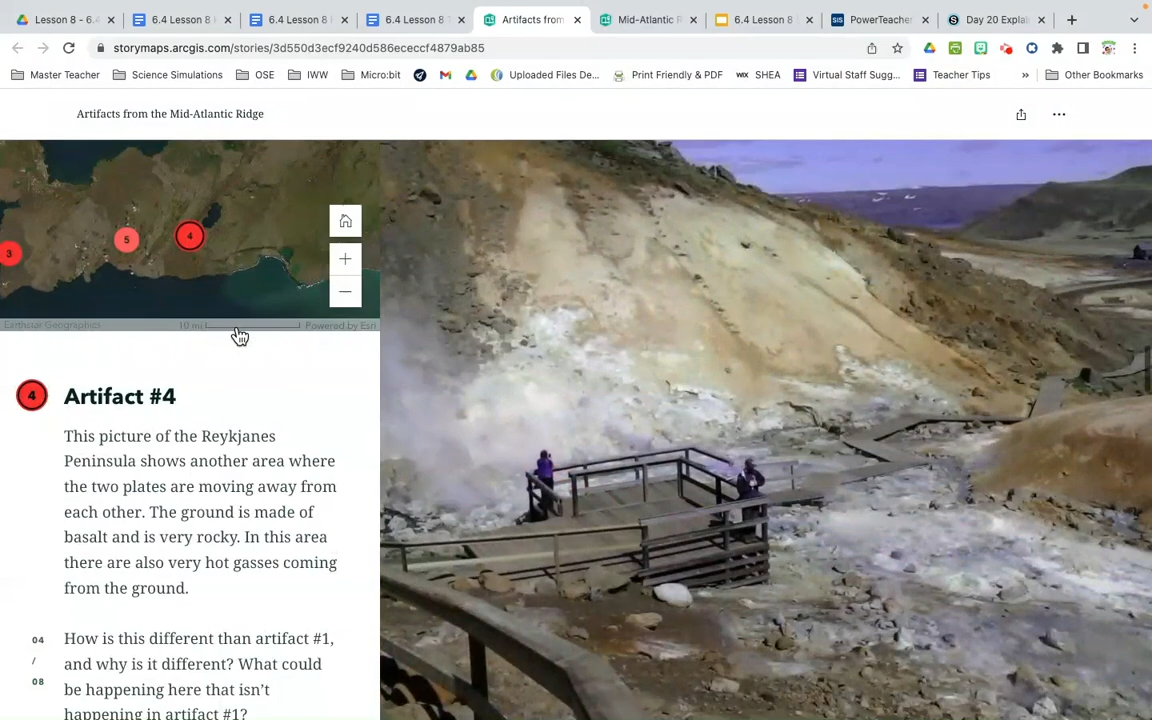 Lesson 8 - 6.4
6.4 Lesson 8
6.4 Lesson 8
6.4 Lesson 8
Artifacts from
Mid-Atlantic R
6.4 Lesson 8
SIS PowerTeacher
S Day 20 Expla
storymaps.arcgis.com/stories/3d550d3ecf9240d586ececcf4879ab85
Master Teacher Science Simulations OSE IWW Micro:bit Uploaded Files De... Print Friendly & PDF WIX SHEA Virtual Staff Sugg... Teacher Tips » Other Bookmarks
Artifacts from the Mid-Atlantic Ridge
3 5 4
Earthstar Geographics 10 mi Powered by Esri
4 Artifact #4
This picture of the Reykjanes
Peninsula shows another area where
the two plates are moving away from
each other. The ground is made of
basalt and is very rocky. In this area
there are also very hot gasses coming
from the ground.
04
/
08
How is this different than artifact #1,
and why is it different? What could
be happening here that isn't
happening in artifact #1?